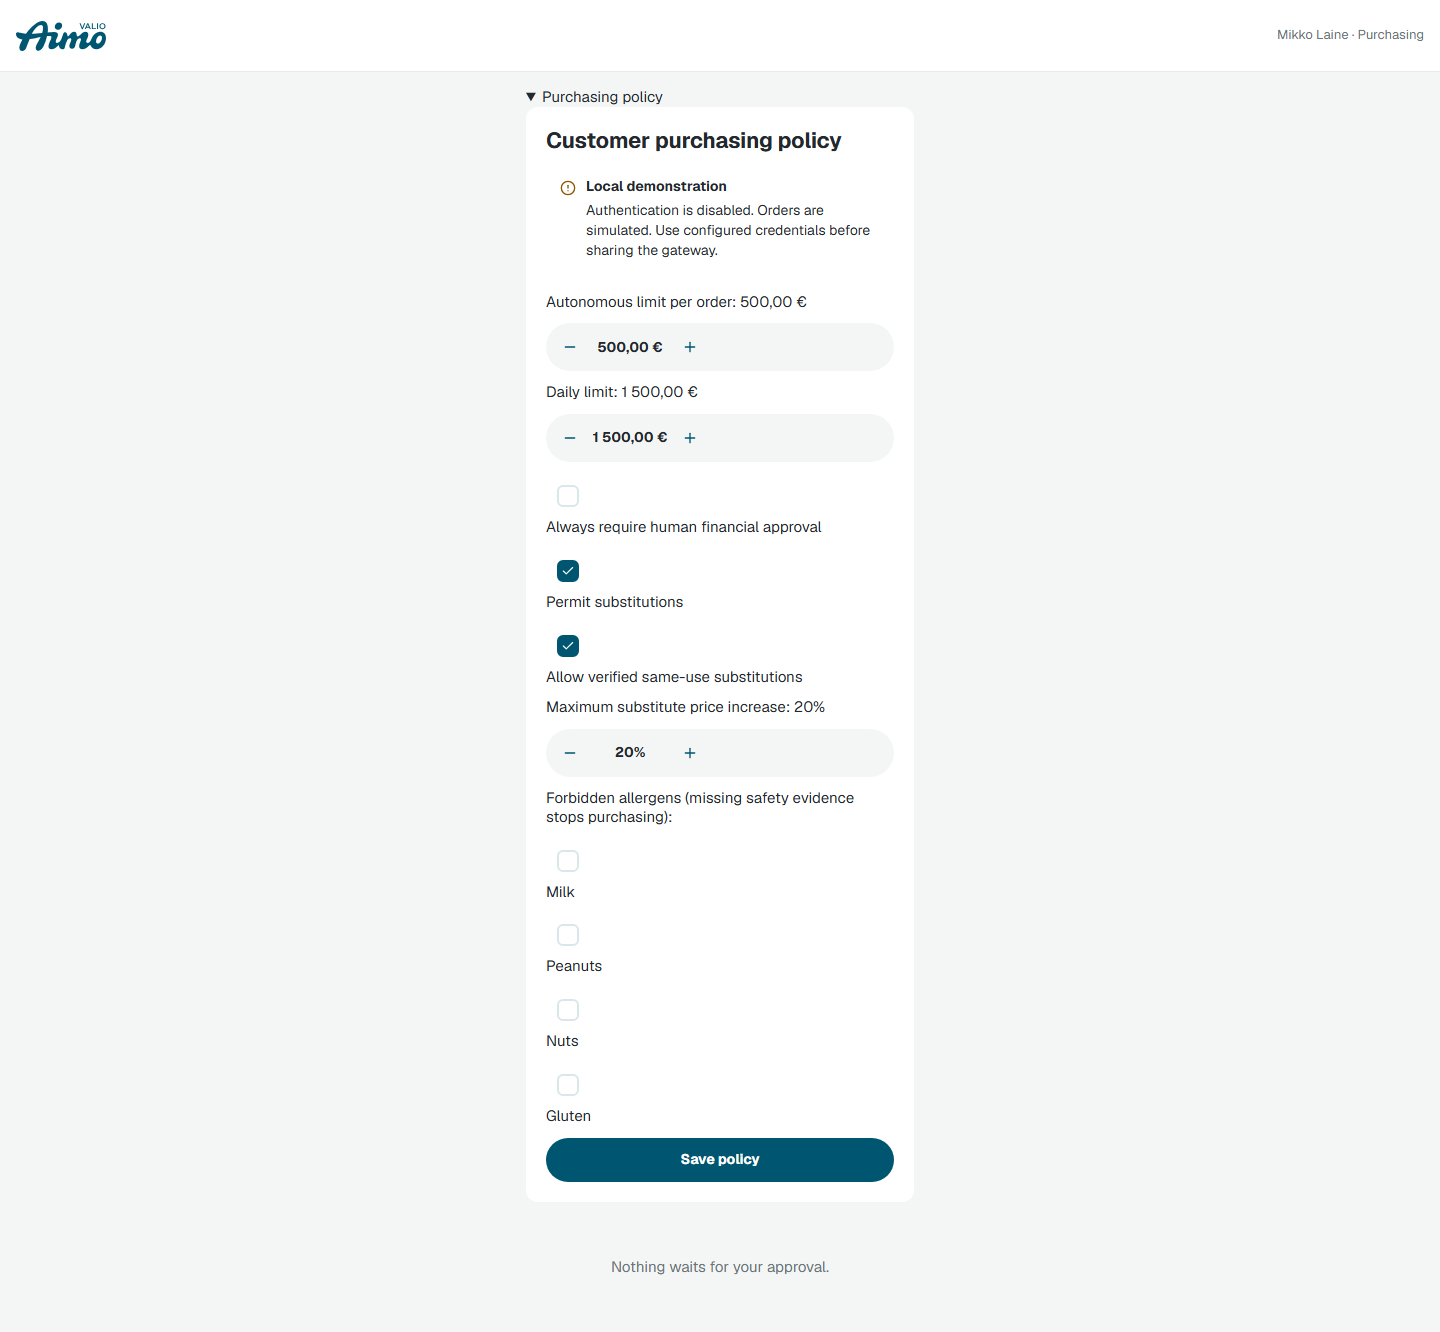 VALIO
Aimo
Mikko Laine · Purchasing
▼ Purchasing policy
Customer purchasing policy
Local demonstration
Authentication is disabled. Orders are
simulated. Use configured credentials before
sharing the gateway.
Autonomous limit per order: 500,00 €
− 500,00 € +
Daily limit: 1 500,00 €
− 1 500,00 € +
Always require human financial approval
Permit substitutions
Allow verified same-use substitutions
Maximum substitute price increase: 20%
− 20% +
Forbidden allergens (missing safety evidence
stops purchasing):
Milk
Peanuts
Nuts
Gluten
Save policy
Nothing waits for your approval.